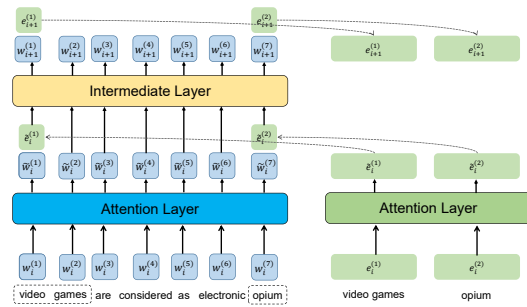 e_{i+1}^{(1)} e_{i+1}^{(2)} e_{i+1}^{(1)} e_{i+1}^{(2)}
w_{i+1}^{(1)} w_{i+1}^{(2)} w_{i+1}^{(3)} w_{i+1}^{(4)} w_{i+1}^{(5)} w_{i+1}^{(6)} w_{i+1}^{(7)}
Intermediate Layer
ẽ_i^{(1)} ẽ_i^{(2)}
w̃_i^{(1)} w̃_i^{(2)} w̃_i^{(3)} w̃_i^{(4)} w̃_i^{(5)} w̃_i^{(6)} w̃_i^{(7)} ẽ_i^{(1)} ẽ_i^{(2)}
Attention Layer Attention Layer
w_i^{(1)} w_i^{(2)} w_i^{(3)} w_i^{(4)} w_i^{(5)} w_i^{(6)} w_i^{(7)} e_i^{(1)} e_i^{(2)}
video games are considered as electronic opium video games opium